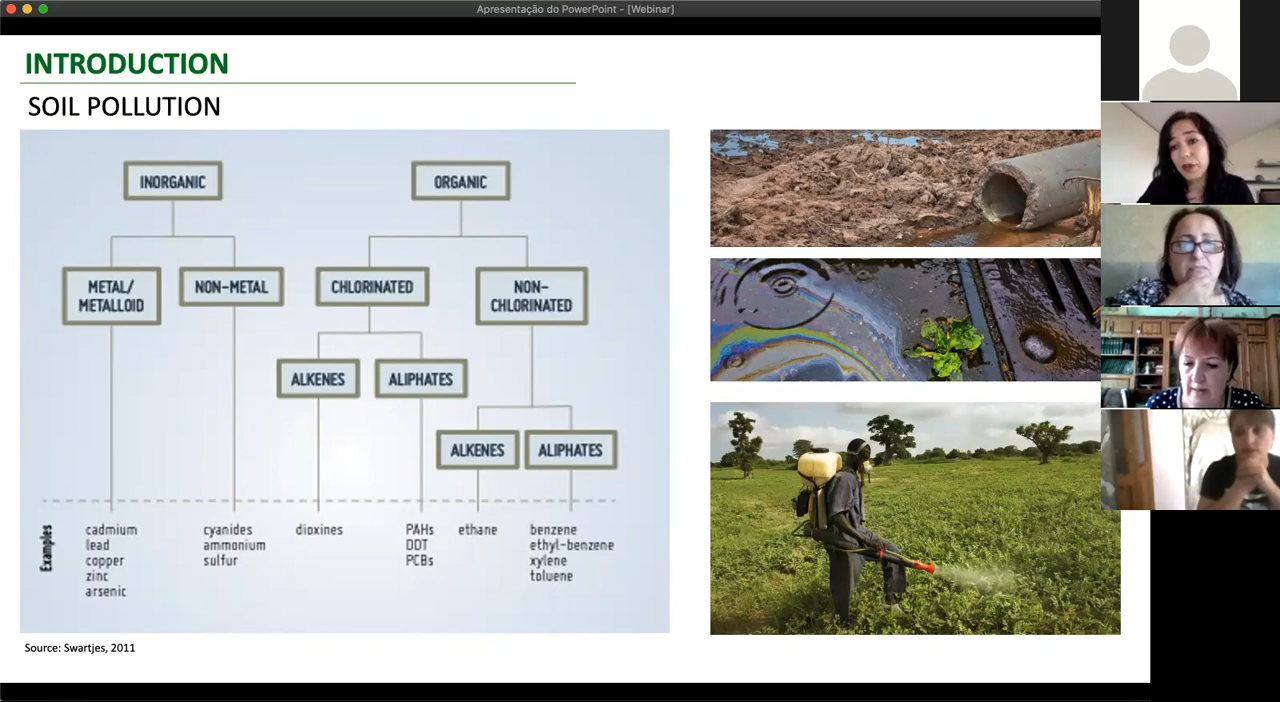 Apresentação do PowerPoint - [Webinar]
INTRODUCTION
SOIL POLLUTION
INORGANIC
ORGANIC
METAL/
METALLOID
NON-METAL
CHLORINATED
NON-
CHLORINATED
ALKENES
ALIPHATES
ALKENES
ALIPHATES
Examples
cadmium
lead
copper
zinc
arsenic
cyanides
ammonium
sulfur
dioxines
PAHs
DDT
PCBs
ethane
benzene
ethyl-benzene
xylene
toluene
Source: Swartjes, 2011